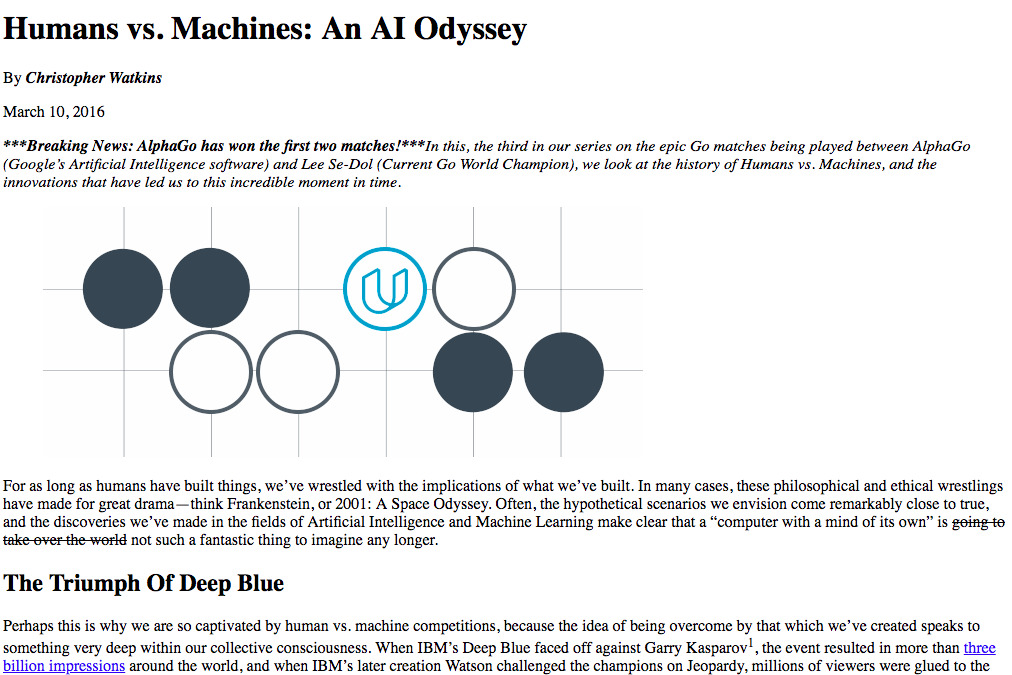 Humans vs. Machines: An AI Odyssey
By Christopher Watkins
March 10, 2016
***Breaking News: AlphaGo has won the first two matches!***In this, the third in our series on the epic Go matches being played between AlphaGo
(Google's Artificial Intelligence software) and Lee Se-Dol (Current Go World Champion), we look at the history of Humans vs. Machines, and the
innovations that have led us to this incredible moment in time.
For as long as humans have built things, we've wrestled with the implications of what we've built. In many cases, these philosophical and ethical wrestlings
have made for great drama—think Frankenstein, or 2001: A Space Odyssey. Often, the hypothetical scenarios we envision come remarkably close to true,
and the discoveries we've made in the fields of Artificial Intelligence and Machine Learning make clear that a “computer with a mind of its own” is going to
take over the world not such a fantastic thing to imagine any longer.
The Triumph Of Deep Blue
Perhaps this is why we are so captivated by human vs. machine competitions, because the idea of being overcome by that which we've created speaks to
something very deep within our collective consciousness. When IBM's Deep Blue faced off against Garry Kasparov1, the event resulted in more than three
billion impressions around the world, and when IBM's later creation Watson challenged the champions on Jeopardy, millions of viewers were glued to the